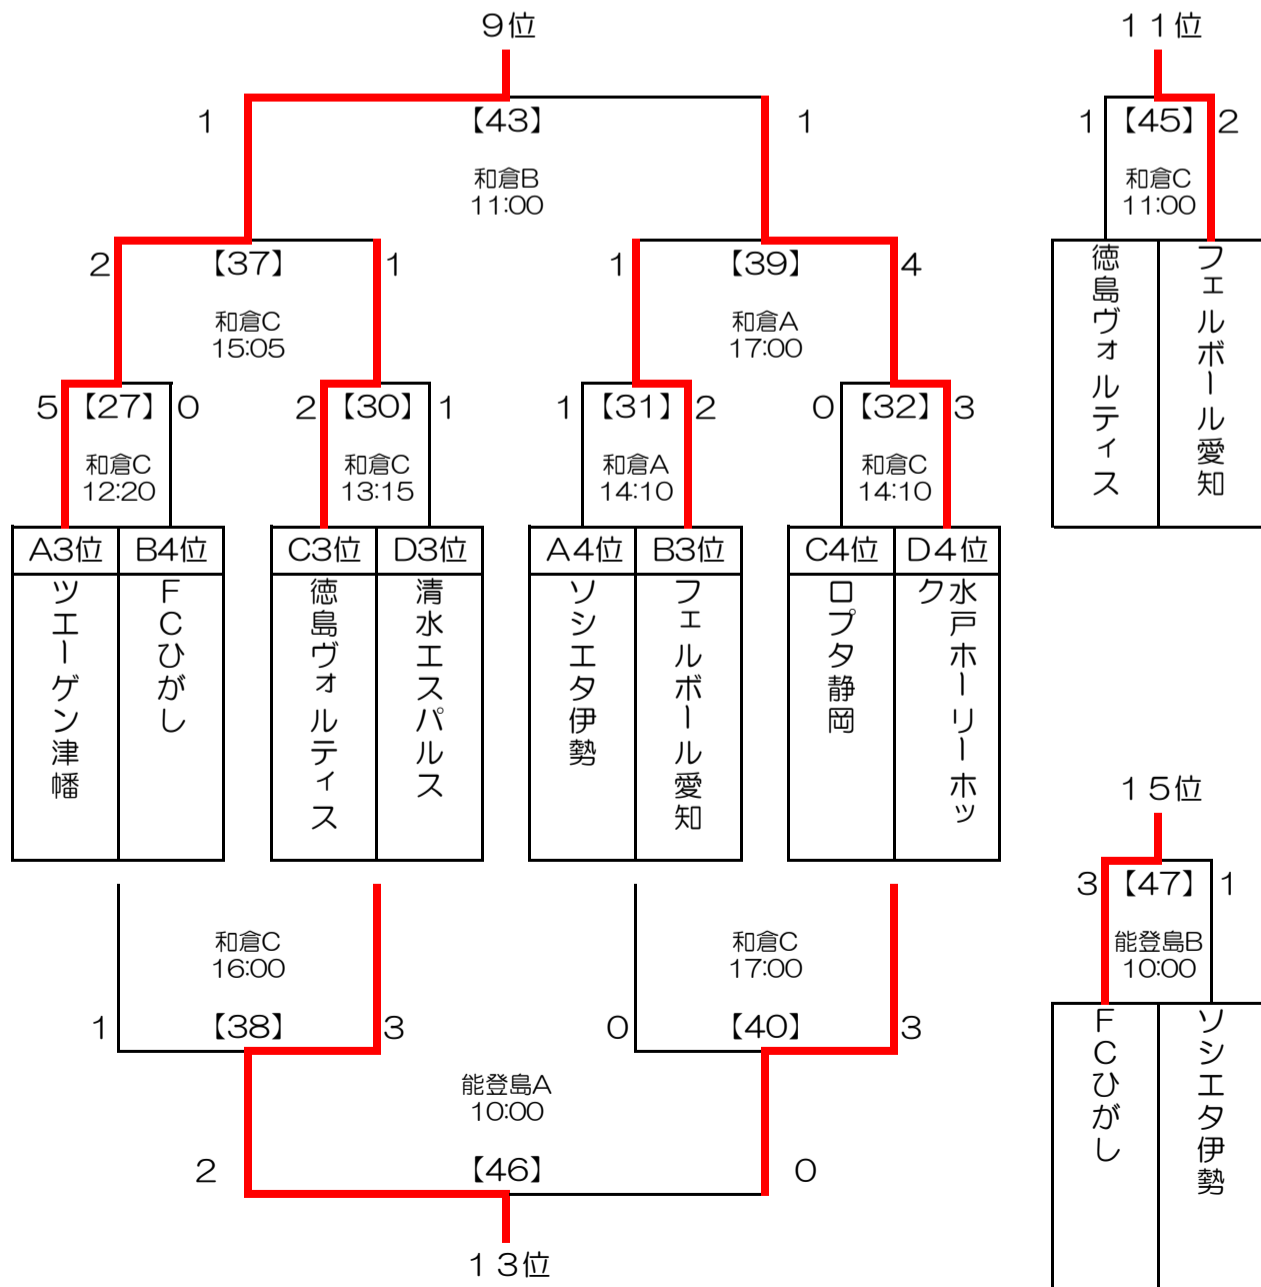 9位
11位
1
【43】
1
和倉B
11:00
1
【45】
2
和倉C
11:00
2
【37】
1
和倉C
15:05
1
【39】
4
和倉A
17:00
徳島ヴォルティス
フェルボール愛知
5
【27】
0
和倉C
12:20
2
【30】
1
和倉C
13:15
1
【31】
2
和倉A
14:10
0
【32】
3
和倉C
14:10
A3位
B4位
C3位
D3位
A4位
B3位
C4位
D4位
ツエーゲン津幡
FCひがし
徳島ヴォルティス
清水エスパルス
ソシエタ伊勢
フェルボール愛知
ロプタ静岡
水戸ホーリーホッ
ク
和倉C
16:00
1
【38】
3
和倉C
17:00
0
【40】
3
能登島A
10:00
2
【46】
0
13位
15位
3
【47】
1
能登島B
10:00
FCひがし
ソシエタ伊勢